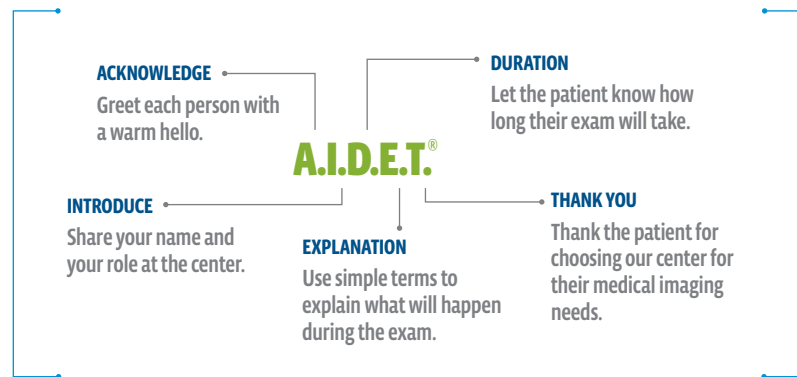 ACKNOWLEDGE
Greet each person with
a warm hello.
DURATION
Let the patient know how
long their exam will take.
A.I.D.E.T.®
INTRODUCE
Share your name and
your role at the center.
EXPLANATION
Use simple terms to
explain what will happen
during the exam.
THANK YOU
Thank the patient for
choosing our center for
their medical imaging
needs.